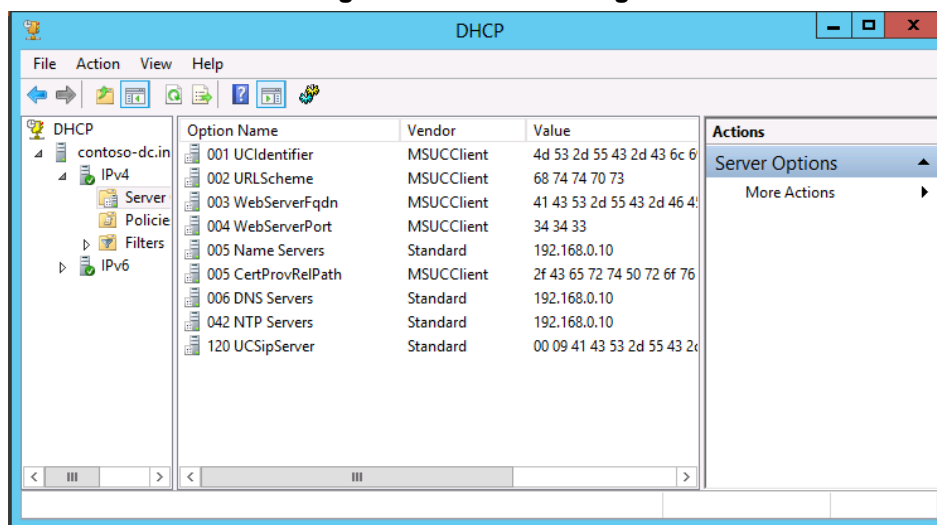 DHCP
File Action View Help
DHCP
contoso-dc.in
IPv4
Server
Policie
Filters
IPv6
Option Name Vendor Value
001 UCIdentifier MSUCClient 4d 53 2d 55 43 2d 43 6c 6
002 URLScheme MSUCClient 68 74 74 70 73
003 WebServerFqdn MSUCClient 41 43 53 2d 55 43 2d 46 4
004 WebServerPort MSUCClient 34 34 33
005 Name Servers Standard 192.168.0.10
005 CertProvRelPath MSUCClient 2f 43 65 72 74 50 72 6f 76
006 DNS Servers Standard 192.168.0.10
042 NTP Servers Standard 192.168.0.10
120 UCSipServer Standard 00 09 41 43 53 2d 55 43 2d
Actions
Server Options
More Actions